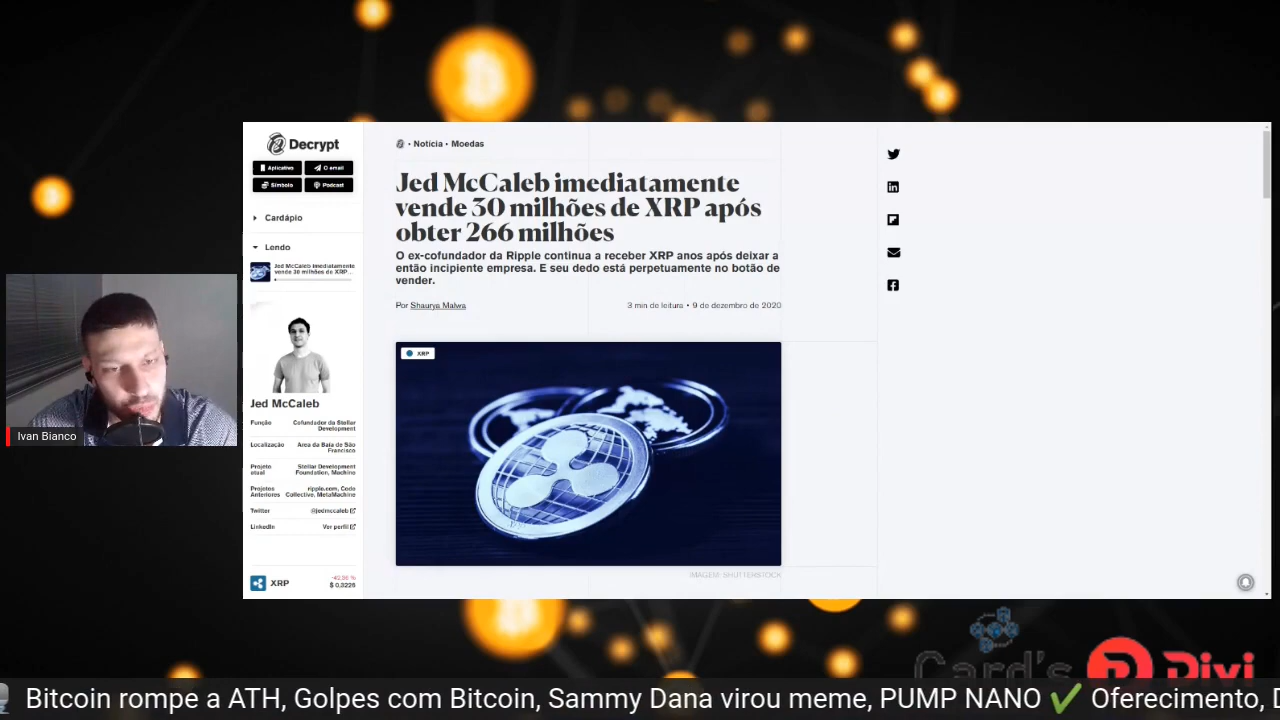 Decrypt
Aplicativo
O email
Símbolo
Podcast
Cardápio
Lendo
Jed McCaleb imediatamente
vende 30 milhões de XRP...
Jed McCaleb
Função
Cofundador da Stellar
Development
Localização
Área da Baía de São
Francisco
Projeto
atual
Stellar Development
Foundation, Machine
Projetos
Anteriores
ripple.com, Code
Collective, MetaMachine
Twitter
@jedmccaleb
LinkedIn
Ver perfil
XRP
$ 0.3225
• Notícia • Moedas
Jed McCaleb imediatamente
vende 30 milhões de XRP após
obter 266 milhões
O ex-cofundador da Ripple continua a receber XRP anos após deixar a
então incipiente empresa. E seu dedo está perpetuamente no botão de
vender.
Por Shaurya Malwa
3 min de leitura • 9 de dezembro de 2020
XRP
IMAGEM: SHUTTERSTOCK
Ivan Bianco
Card's
Divi
Bitcoin rompe a ATH, Golpes com Bitcoin, Sammy Dana virou meme, PUMP NANO ✅ Oferecimento, D